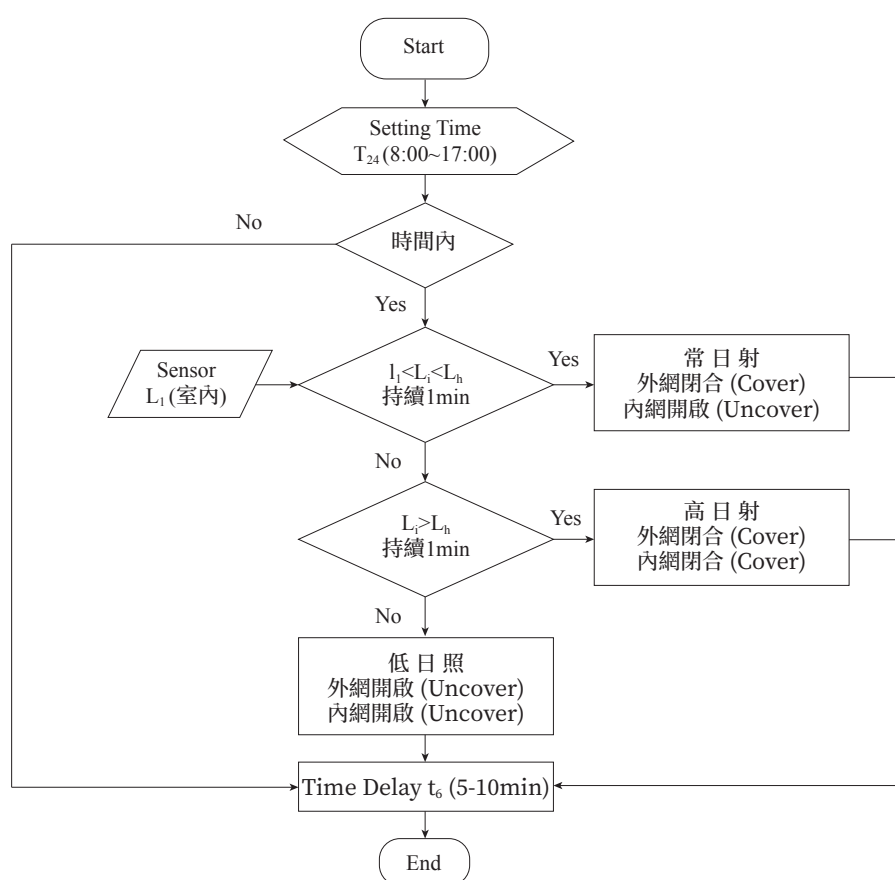 Start
Setting Time
T₂₄ (8:00~17:00)
No
時間內
Yes
Sensor
L₁ (室內)
l₁<Lᵢ<Lₕ
持續1min
Yes
常 日 射
外網閉合 (Cover)
內網開啟 (Uncover)
No
Lᵢ>Lₕ
持續1min
Yes
高 日 射
外網閉合 (Cover)
內網閉合 (Cover)
No
低 日 照
外網開啟 (Uncover)
內網開啟 (Uncover)
Time Delay t₆ (5-10min)
End